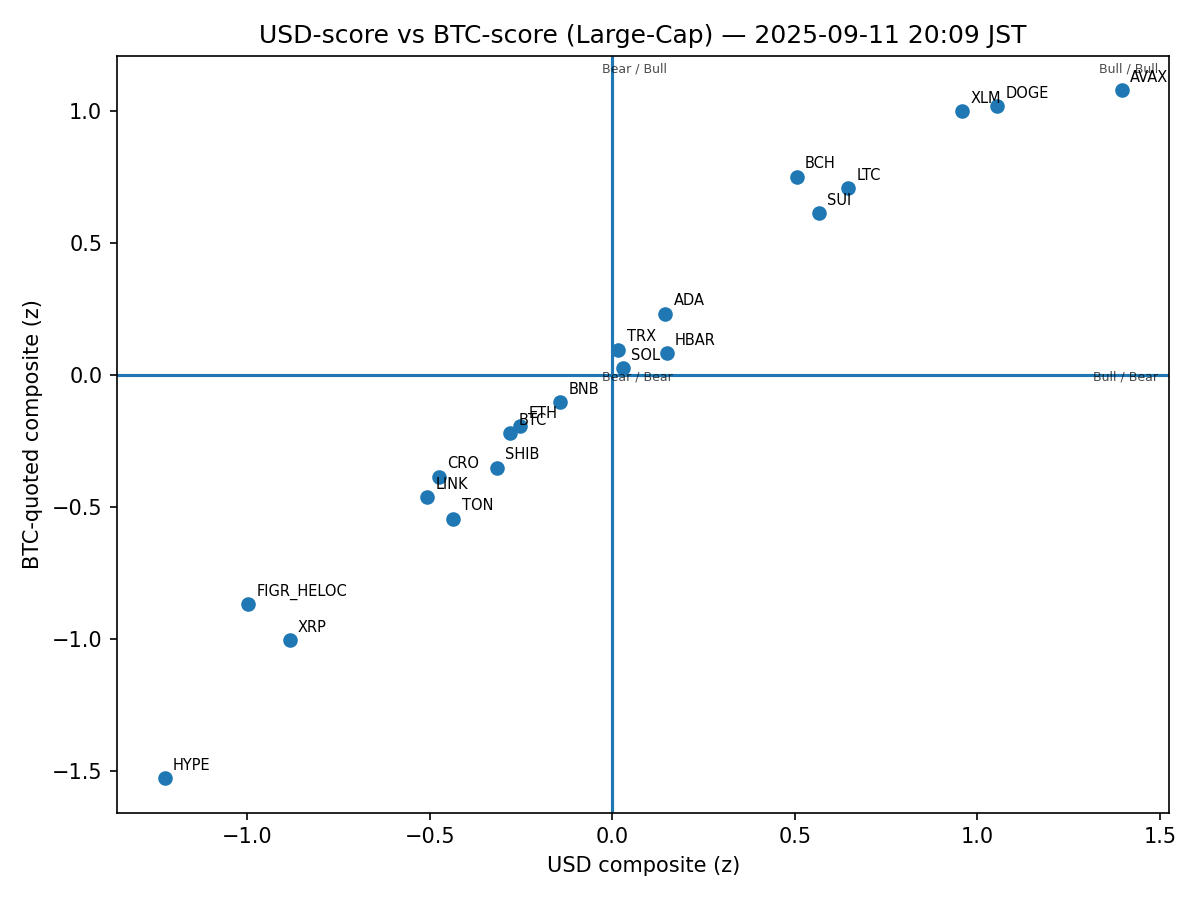 USD-score vs BTC-score (Large-Cap) — 2025-09-11 20:09 JST
Bear / Bull
Bull / Bull
AVAX
XLM
DOGE
BCH
LTC
SUI
ADA
TRX
HBAR
SOL
Bear / Bear
Bull / Bear
BNB
ETH
BTC
SHIB
CRO
LINK
TON
FIGR_HELOC
XRP
HYPE
1.0
0.5
0.0
−0.5
−1.0
−1.5
BTC-quoted composite (z)
−1.0
−0.5
0.0
0.5
1.0
1.5
USD composite (z)